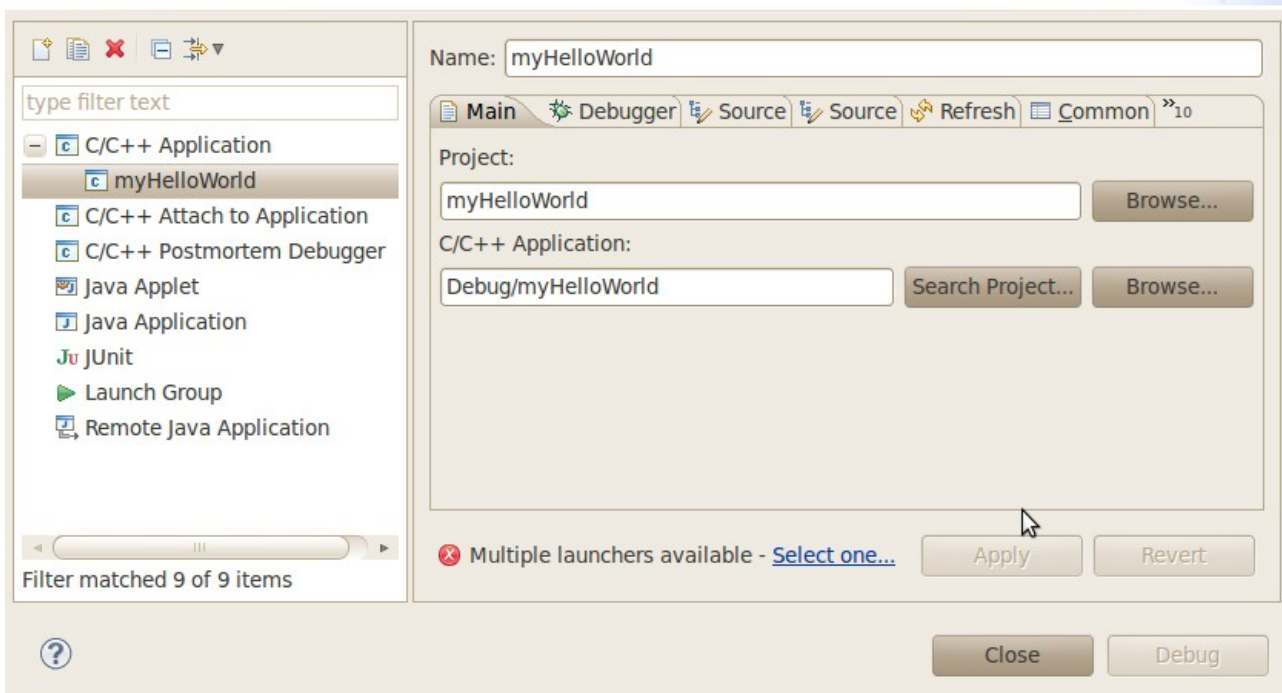 type filter text
C/C++ Application
myHelloWorld
C/C++ Attach to Application
C/C++ Postmortem Debugger
Java Applet
Java Application
Ju JUnit
Launch Group
Remote Java Application
Filter matched 9 of 9 items
Name: myHelloWorld
Main Debugger Source Source Refresh Common »10
Project:
myHelloWorld Browse...
C/C++ Application:
Debug/myHelloWorld Search Project... Browse...
Multiple launchers available - Select one... Apply Revert
Close Debug